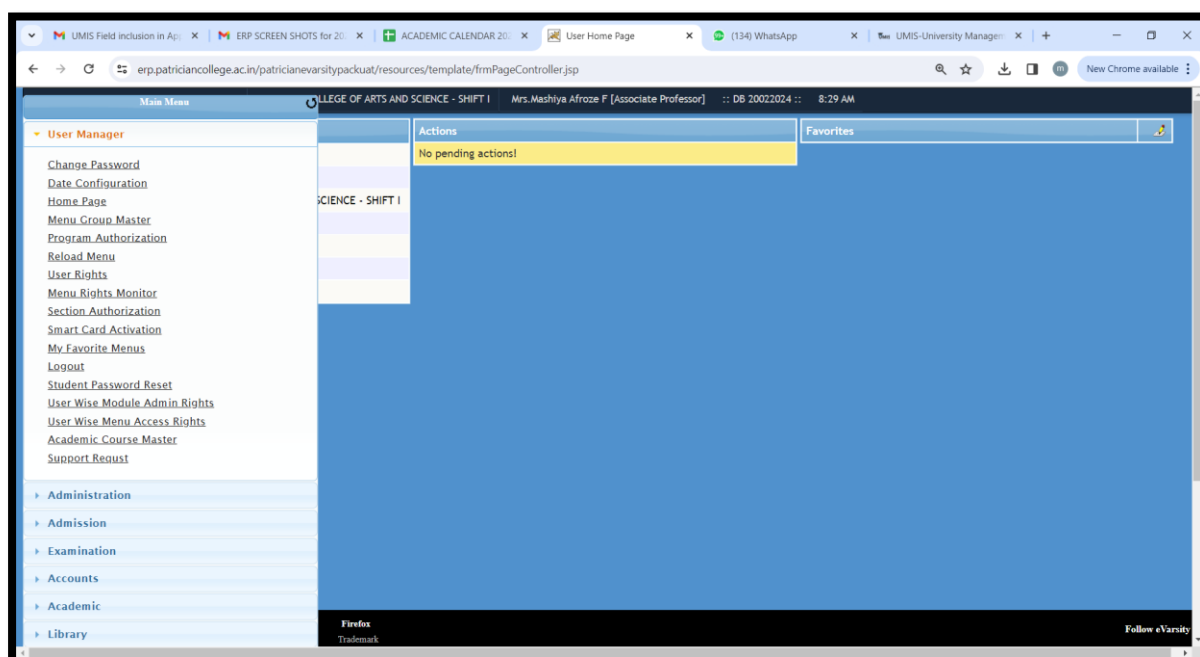 UMIS Field inclusion in Ap
ERP SCREEN SHOTS for 20
ACADEMIC CALENDAR 20
User Home Page
(134) WhatsApp
UMIS-University Managem
erp.patriciancollege.ac.in/patricianevarsitypackuat/resources/template/frmPageController.jsp
m
New Chrome available
Main Menu
LLEGE OF ARTS AND SCIENCE - SHIFT I Mrs.Mashiya Afroze F [Associate Professor] :: DB 20022024 :: 8:29 AM
User Manager
Actions
Favorites
No pending actions!
Change Password
Date Configuration
Home Page
SCIENCE - SHIFT I
Menu Group Master
Program Authorization
Reload Menu
User Rights
Menu Rights Monitor
Section Authorization
Smart Card Activation
My Favorite Menus
Logout
Student Password Reset
User Wise Module Admin Rights
User Wise Menu Access Rights
Academic Course Master
Support Requst
Administration
Admission
Examination
Accounts
Academic
Library
Firefox
Trademark
Follow eVarsity